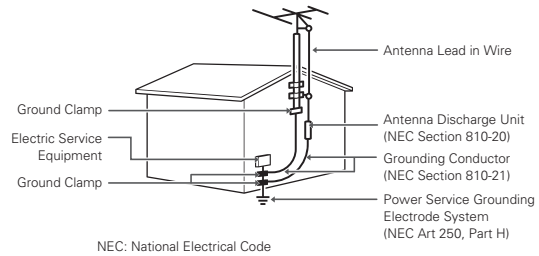 Antenna Lead in Wire
Ground Clamp
Antenna Discharge Unit
(NEC Section 810-20)
Electric Service
Equipment
Grounding Conductor
(NEC Section 810-21)
Ground Clamp
Power Service Grounding
Electrode System
(NEC Art 250, Part H)
NEC: National Electrical Code